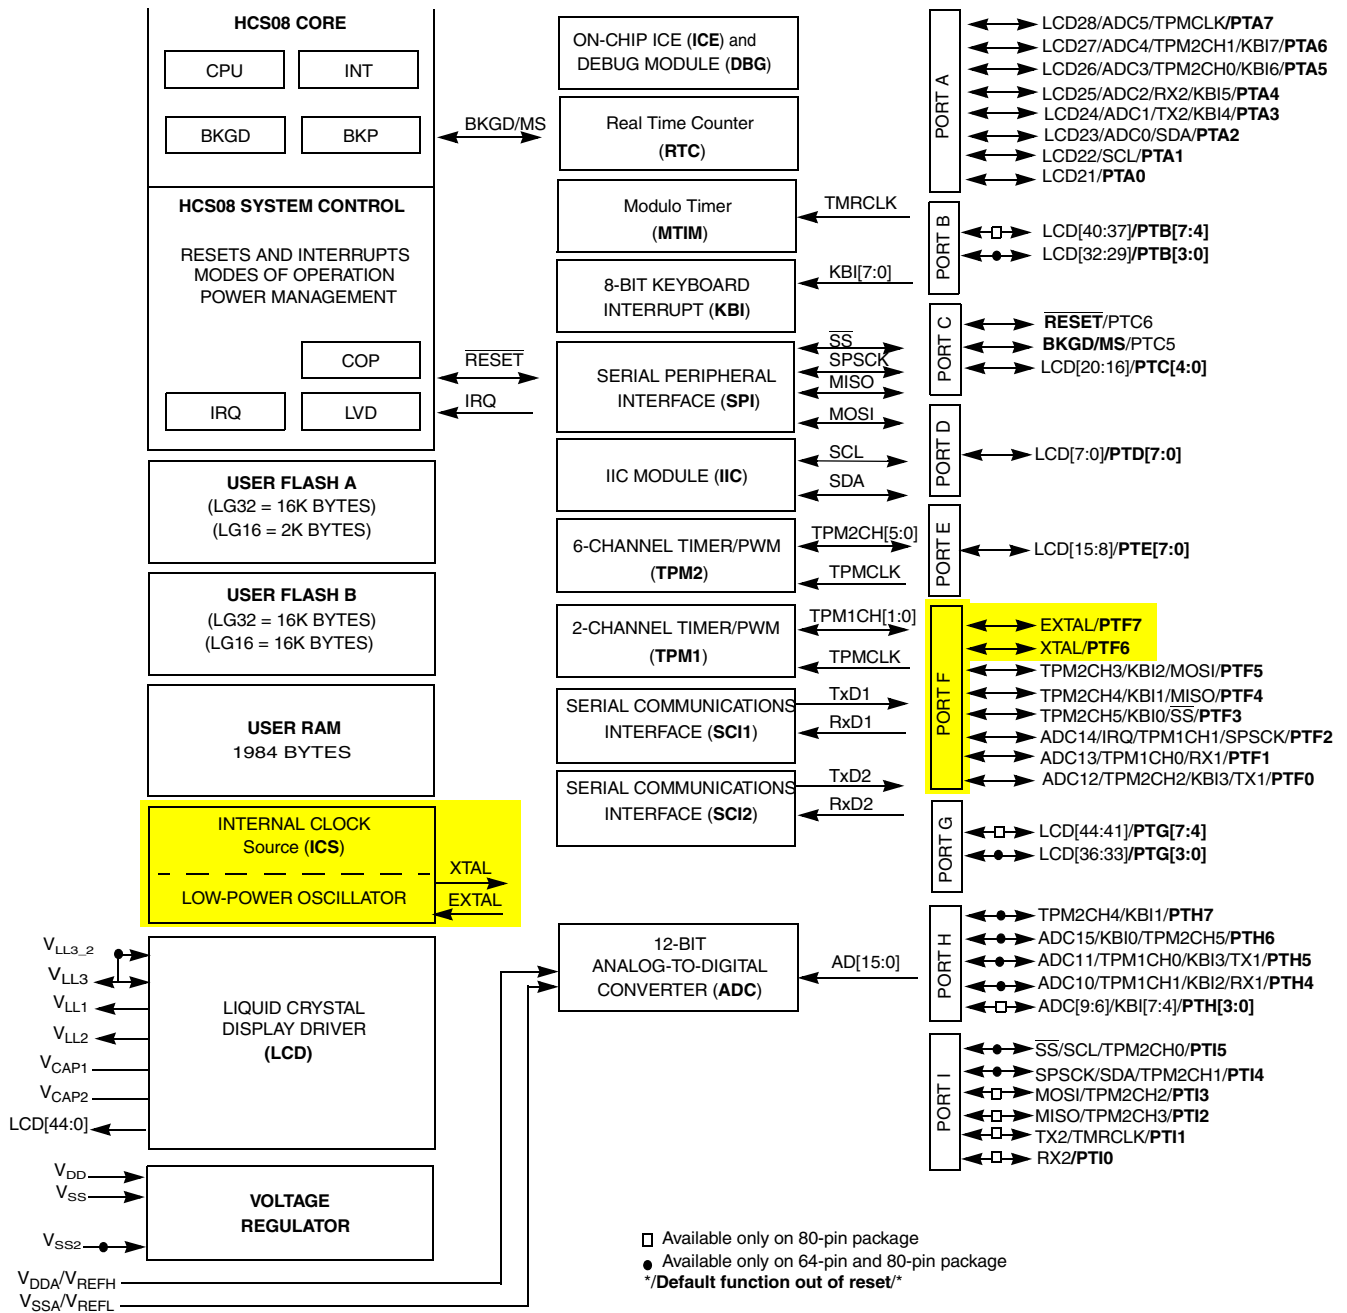 HCS08 CORE
CPU
INT
BKGD
BKP
HCS08 SYSTEM CONTROL
RESETS AND INTERRUPTS
MODES OF OPERATION
POWER MANAGEMENT
COP
IRQ
LVD
USER FLASH A
(LG32 = 16K BYTES)
(LG16 = 2K BYTES)
USER FLASH B
(LG32 = 16K BYTES)
(LG16 = 16K BYTES)
USER RAM
1984 BYTES
INTERNAL CLOCK
Source (ICS)
LOW-POWER OSCILLATOR
XTAL
EXTAL
VLL3_2
VLL3
VLL1
VLL2
VCAP1
VCAP2
LCD[44:0]
LIQUID CRYSTAL
DISPLAY DRIVER
(LCD)
VDD
VSS
VSS2
VOLTAGE
REGULATOR
VDDA/VREFH
VSSA/VREFL
BKGD/MS
RESET
IRQ
ON-CHIP ICE (ICE) and
DEBUG MODULE (DBG)
Real Time Counter
(RTC)
Modulo Timer
(MTIM)
TMRCLK
8-BIT KEYBOARD
INTERRUPT (KBI)
KBI[7:0]
SERIAL PERIPHERAL
INTERFACE (SPI)
SS
SPSCK
MISO
MOSI
IIC MODULE (IIC)
SCL
SDA
6-CHANNEL TIMER/PWM
(TPM2)
TPM2CH[5:0]
TPMCLK
2-CHANNEL TIMER/PWM
(TPM1)
TPM1CH[1:0]
TPMCLK
SERIAL COMMUNICATIONS
INTERFACE (SCI1)
TxD1
RxD1
SERIAL COMMUNICATIONS
INTERFACE (SCI2)
TxD2
RxD2
12-BIT
ANALOG-TO-DIGITAL
CONVERTER (ADC)
AD[15:0]
PORT A
LCD28/ADC5/TPMCLK/PTA7
LCD27/ADC4/TPM2CH1/KBI7/PTA6
LCD26/ADC3/TPM2CH0/KBI6/PTA5
LCD25/ADC2/RX2/KBI5/PTA4
LCD24/ADC1/TX2/KBI4/PTA3
LCD23/ADC0/SDA/PTA2
LCD22/SCL/PTA1
LCD21/PTA0
PORT B
LCD[40:37]/PTB[7:4]
LCD[32:29]/PTB[3:0]
PORT C
RESET/PTC6
BKGD/MS/PTC5
LCD[20:16]/PTC[4:0]
PORT D
LCD[7:0]/PTD[7:0]
PORT E
LCD[15:8]/PTE[7:0]
PORT F
EXTAL/PTF7
XTAL/PTF6
TPM2CH3/KBI2/MOSI/PTF5
TPM2CH4/KBI1/MISO/PTF4
TPM2CH5/KBI0/SS/PTF3
ADC14/IRQ/TPM1CH1/SPSCK/PTF2
ADC13/TPM1CH0/RX1/PTF1
ADC12/TPM2CH2/KBI3/TX1/PTF0
PORT G
LCD[44:41]/PTG[7:4]
LCD[36:33]/PTG[3:0]
PORT H
TPM2CH4/KBI1/PTH7
ADC15/KBI0/TPM2CH5/PTH6
ADC11/TPM1CH0/KBI3/TX1/PTH5
ADC10/TPM1CH1/KBI2/RX1/PTH4
ADC[9:6]/KBI[7:4]/PTH[3:0]
PORT I
SS/SCL/TPM2CH0/PTI5
SPSCK/SDA/TPM2CH1/PTI4
MOSI/TPM2CH2/PTI3
MISO/TPM2CH3/PTI2
TX2/TMRCLK/PTI1
RX2/PTI0
Available only on 80-pin package
Available only on 64-pin and 80-pin package
*/Default function out of reset/*